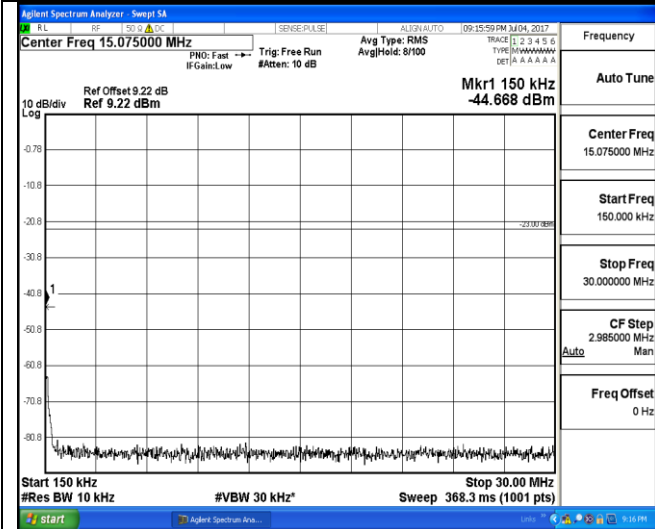 Agilent Spectrum Analyzer - Swept SA
RL RF 50 Ω DC SENSE:PULSE ALIGNAUTO 09:15:59 PM Jul 04, 2017
Center Freq 15.075000 MHz
PNO: Fast
IFGain:Low
Trig: Free Run
#Atten: 10 dB
Avg Type: RMS
Avg|Hold: 8/100
TRACE 1 2 3 4 5 6
TYPE MWWWWW
DET A A A A A A
Frequency
Mkr1 150 kHz
-44.668 dBm
Ref Offset 9.22 dB
10 dB/div Ref 9.22 dBm
Log
-0.78
-10.8
-20.8
-23.00 dBm
-30.8
-40.8
1
-50.8
-60.8
-70.8
-80.8
Start 150 kHz Stop 30.00 MHz
#Res BW 10 kHz #VBW 30 kHz* Sweep 368.3 ms (1001 pts)
Auto Tune
Center Freq
15.075000 MHz
Start Freq
150.000 kHz
Stop Freq
30.000000 MHz
CF Step
2.985000 MHz
Auto Man
Freq Offset
0 Hz
start Agilent Spectrum Ana... Links 9:16 PM